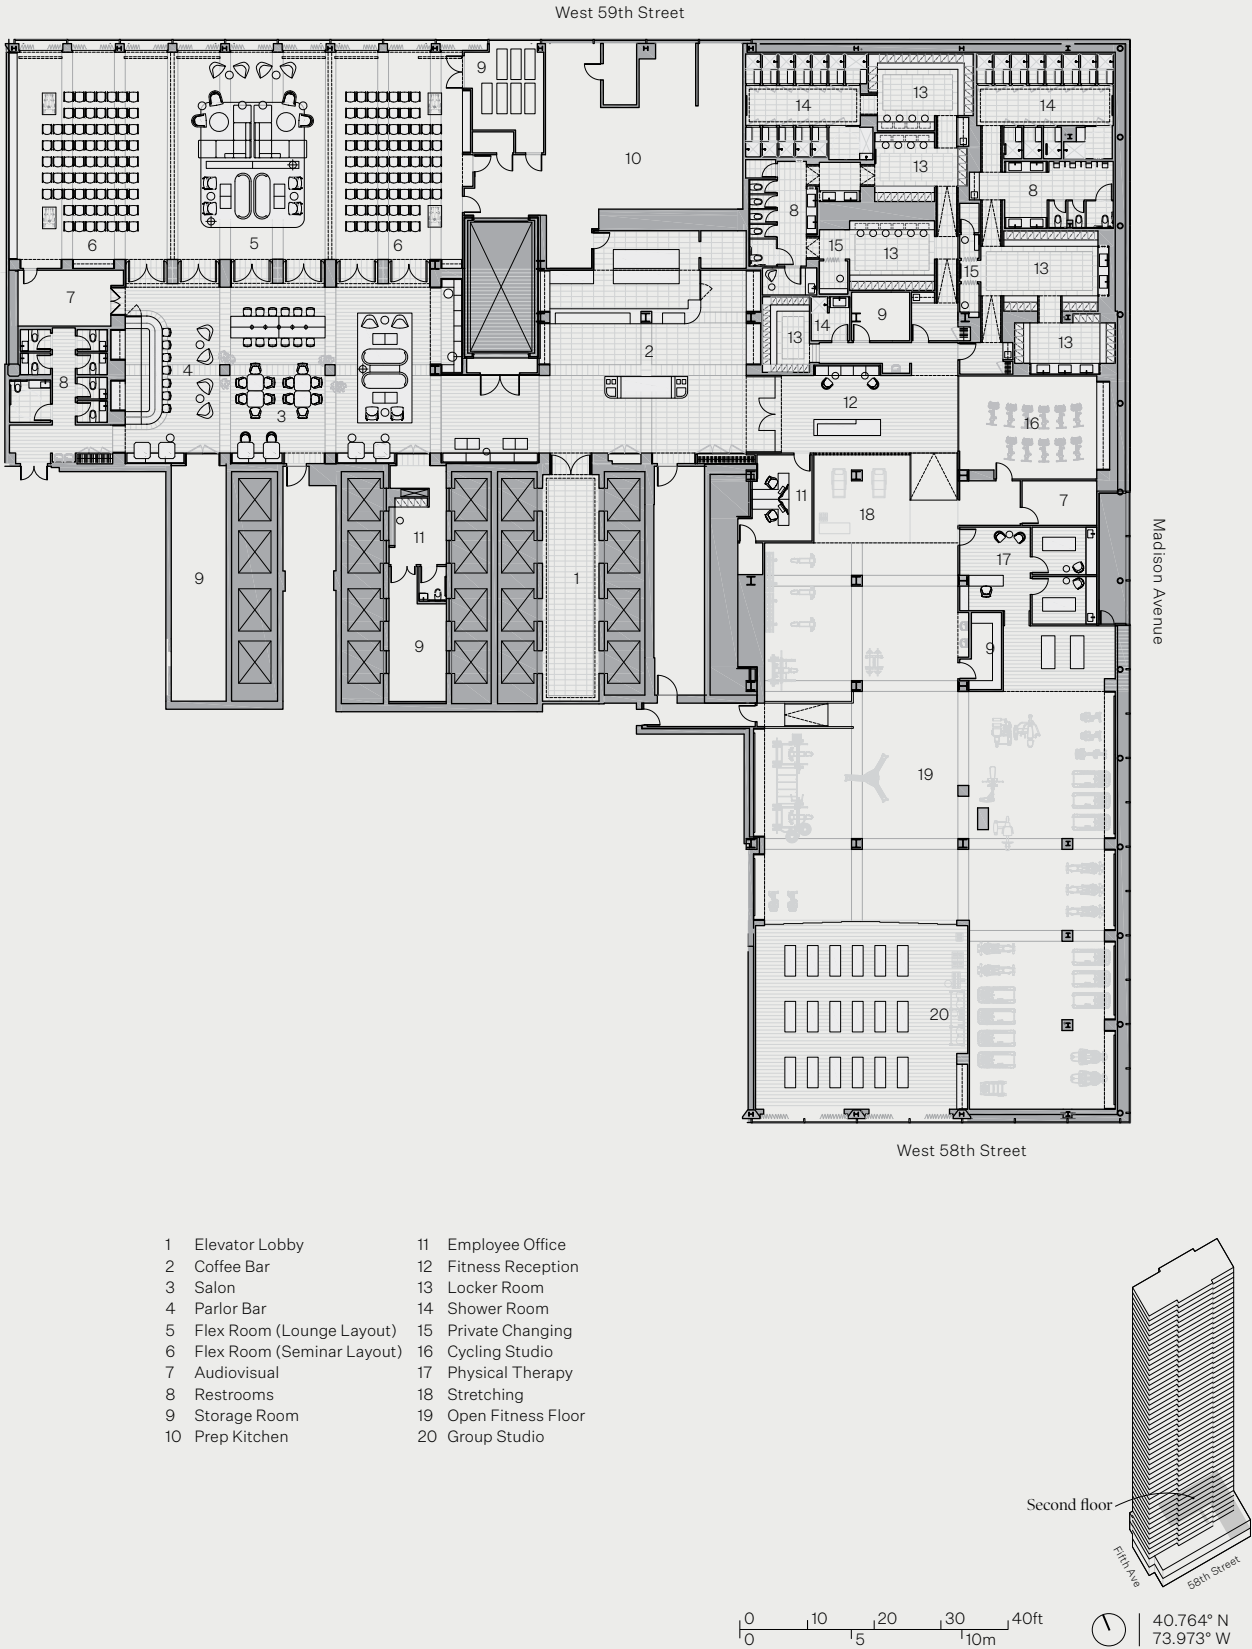 West 59th Street
9
13
14
14
10
13
8
8
6
5
6
15
13
15
13
7
14
9
13
13
2
4
8
12
3
16
11
7
18
11
17
9
1
9
9
19
20
Madison Avenue
West 58th Street
1 Elevator Lobby
2 Coffee Bar
3 Salon
4 Parlor Bar
5 Flex Room (Lounge Layout)
6 Flex Room (Seminar Layout)
7 Audiovisual
8 Restrooms
9 Storage Room
10 Prep Kitchen
11 Employee Office
12 Fitness Reception
13 Locker Room
14 Shower Room
15 Private Changing
16 Cycling Studio
17 Physical Therapy
18 Stretching
19 Open Fitness Floor
20 Group Studio
Second floor
Fifth Ave
58th Street
0 10 20 30 40ft
0 5 10m
40.764° N
73.973° W